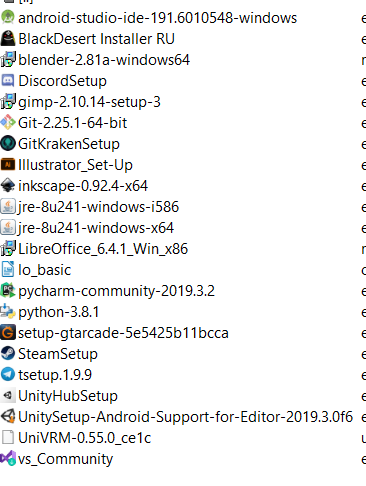 android-studio-ide-191.6010548-windows
BlackDesert Installer RU
blender-2.81a-windows64
DiscordSetup
gimp-2.10.14-setup-3
Git-2.25.1-64-bit
GitKrakenSetup
Illustrator_Set-Up
inkscape-0.92.4-x64
jre-8u241-windows-i586
jre-8u241-windows-x64
LibreOffice_6.4.1_Win_x86
lo_basic
pycharm-community-2019.3.2
python-3.8.1
setup-gtarcade-5e5425b11bcca
SteamSetup
tsetup.1.9.9
UnityHubSetup
UnitySetup-Android-Support-for-Editor-2019.3.0f6
UniVRM-0.55.0_ce1c
vs_Community